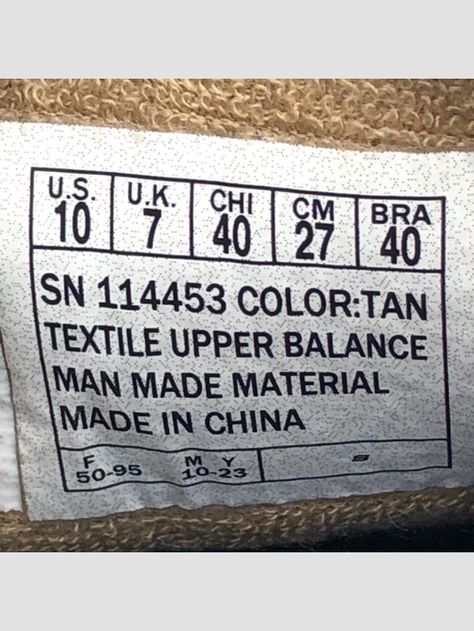 U.S. U.K. CHI CM BRA
10 7 40 27 40
SN 114453 COLOR:TAN
TEXTILE UPPER BALANCE
MAN MADE MATERIAL
MADE IN CHINA
F M Y
50-95 10-23